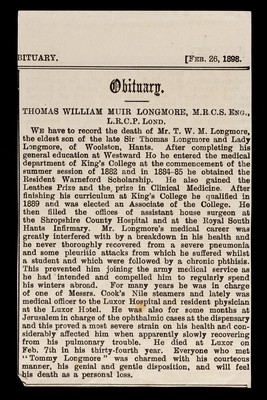 BITUARY.
[FEB. 26, 1898.
Obituary.
THOMAS WILLIAM MUIR LONGMORE, M.R.C.S. ENG.,
L.R.C.P. LOND.
WE have to record the death of Mr. T. W. M. Longmore,
the eldest son of the late Sir Thomas Longmore and Lady
Longmore, of Woolston, Hants. After completing his
general education at Westward Ho he entered the medical
department of King's College at the commencement of the
summer session of 1882 and in 1884-85 he obtained the
Resident Warneford Scholarship. He also gained the
Leathes Prize and the prize in Clinical Medicine. After
finishing his curriculum at King's College he qualified in
1889 and was elected an Associate of the College. He
then filled the offices of assistant house surgeon at
the Shropshire County Hospital and at the Royal South
Hants Infirmary. Mr. Longmore's medical career was
greatly interfered with by a breakdown in his health and
he never thoroughly recovered from a severe pneumonia
and some pleuritic attacks from which he suffered whilst
a student and which were followed by a chronic phthisis.
This prevented him joining the army medical service as
he had intended and compelled him to regularly spend
his winters abroad. For many years he was in charge
of one of Messrs. Cook's Nile steamers and lately was
medical officer to the Luxor Hospital and resident physician
at the Luxor Hotel. He was also for some months at
Jerusalem in charge of the ophthalmic cases at the dispensary
and this proved a most severe strain on his health and con-
siderably affected him when apparently slowly recovering
from his pulmonary trouble. He died at Luxor on
Feb. 7th in his thirty-fourth year. Everyone who met
"Tommy Longmore" was charmed with his courteous
manner, his genial and gentle disposition, and will feel
his death as a personal loss.